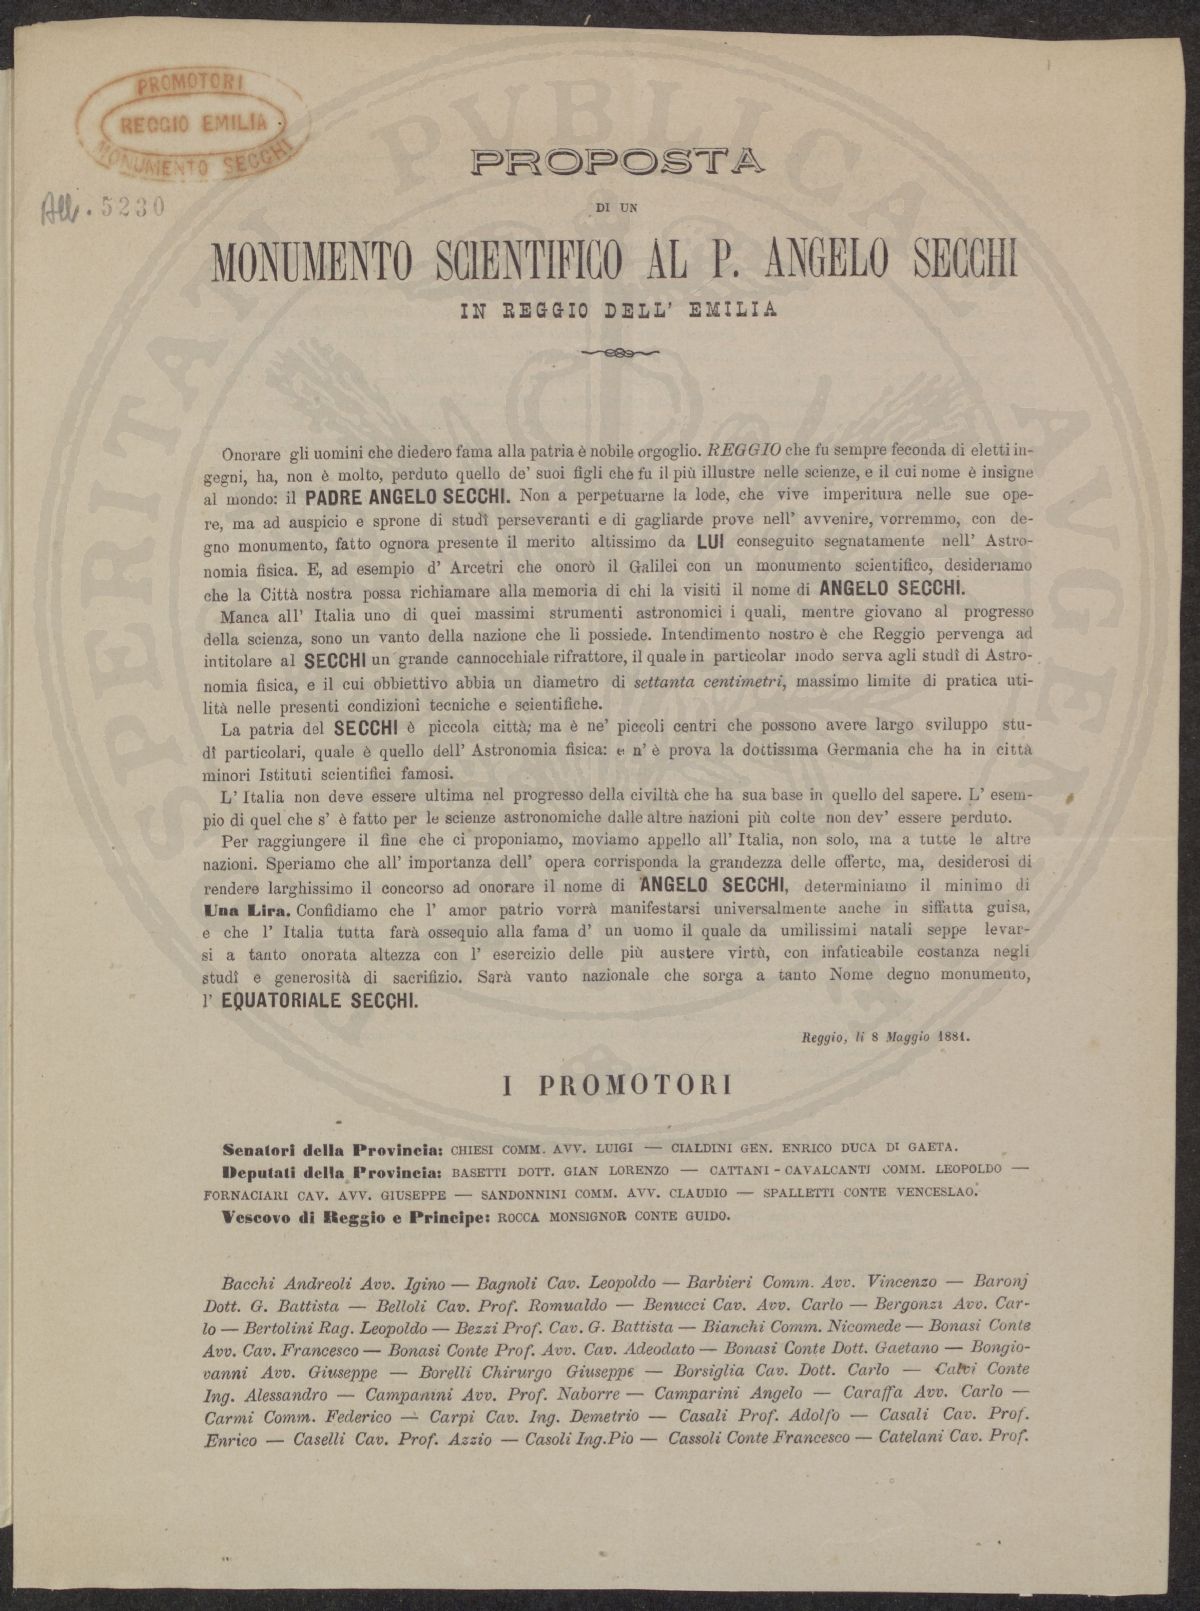 PROMOTORI
REGGIO EMILIA
MONUMENTO SECCHI
All. 5230
PROPOSTA
DI UN
MONUMENTO SCIENTIFICO AL P. ANGELO SECCHI
IN REGGIO DELL' EMILIA
Onorare gli uomini che diedero fama alla patria è nobile orgoglio. REGGIO che fu sempre feconda di eletti in-
gegni, ha, non è molto, perduto quello de' suoi figli che fu il più illustre nelle scienze, e il cui nome è insigne
al mondo: il PADRE ANGELO SECCHI. Non a perpetuarne la lode, che vive imperitura nelle sue ope-
re, ma ad auspicio e sprone di studî perseveranti e di gagliarde prove nell' avvenire, vorremmo, con de-
gno monumento, fatto ognora presente il merito altissimo da LUI conseguito segnatamente nell' Astro-
nomia fisica. E, ad esempio d' Arcetri che onorò il Galilei con un monumento scientifico, desideriamo
che la Città nostra possa richiamare alla memoria di chi la visiti il nome di ANGELO SECCHI.
Manca all' Italia uno di quei massimi strumenti astronomici i quali, mentre giovano al progresso
della scienza, sono un vanto della nazione che li possiede. Intendimento nostro è che Reggio pervenga ad
intitolare al SECCHI un grande cannocchiale rifrattore, il quale in particolar modo serva agli studî di Astro-
nomia fisica, e il cui obbiettivo abbia un diametro di settanta centimetri, massimo limite di pratica uti-
lità nelle presenti condizioni tecniche e scientifiche.
La patria del SECCHI è piccola città; ma è ne' piccoli centri che possono avere largo sviluppo stu-
dî particolari, quale è quello dell' Astronomia fisica: e n' è prova la dottissima Germania che ha in città
minori Istituti scientifici famosi.
L' Italia non deve essere ultima nel progresso della civiltà che ha sua base in quello del sapere. L' esem-
pio di quel che s' è fatto per le scienze astronomiche dalle altre nazioni più colte non dev' essere perduto.
Per raggiungere il fine che ci proponiamo, moviamo appello all' Italia, non solo, ma a tutte le altre
nazioni. Speriamo che all' importanza dell' opera corrisponda la grandezza delle offerte, ma, desiderosi di
rendere larghissimo il concorso ad onorare il nome di ANGELO SECCHI, determiniamo il minimo di
Una Lira. Confidiamo che l' amor patrio vorrà manifestarsi universalmente anche in siffatta guisa,
e che l' Italia tutta farà ossequio alla fama d' un uomo il quale da umilissimi natali seppe levar-
si a tanto onorata altezza con l' esercizio delle più austere virtù, con infaticabile costanza negli
studî e generosità di sacrifizio. Sarà vanto nazionale che sorga a tanto Nome degno monumento,
l' EQUATORIALE SECCHI.
Reggio, li 8 Maggio 1881.
I PROMOTORI
Senatori della Provincia: CHIESI COMM. AVV. LUIGI — CIALDINI GEN. ENRICO DUCA DI GAETA.
Deputati della Provincia: BASETTI DOTT. GIAN LORENZO — CATTANI-CAVALCANTI COMM. LEOPOLDO —
FORNACIARI CAV. AVV. GIUSEPPE — SANDONNINI COMM. AVV. CLAUDIO — SPALLETTI CONTE VENCESLAO.
Vescovo di Reggio e Principe: ROCCA MONSIGNOR CONTE GUIDO.
Bacchi Andreoli Avv. Igino — Bagnoli Cav. Leopoldo — Barbieri Comm. Avv. Vincenzo — Baronj
Dott. G. Battista — Belloli Cav. Prof. Romualdo — Benucci Cav. Avv. Carlo — Bergonzi Avv. Car-
lo — Bertolini Rag. Leopoldo — Bezzi Prof. Cav. G. Battista — Bianchi Comm. Nicomede — Bonasi Conte
Avv. Cav. Francesco — Bonasi Conte Prof. Avv. Cav. Adeodato — Bonasi Conte Dott. Gaetano — Bongio-
vanni Avv. Giuseppe — Borelli Chirurgo Giuseppe — Borsiglia Cav. Dott. Carlo — Calvi Conte
Ing. Alessandro — Campanini Avv. Prof. Naborre — Camparini Angelo — Caraffa Avv. Carlo —
Carmi Comm. Federico — Carpi Cav. Ing. Demetrio — Casali Prof. Adolfo — Casali Cav. Prof.
Enrico — Caselli Cav. Prof. Azzio — Casoli Ing. Pio — Cassoli Conte Francesco — Catelani Cav. Prof.